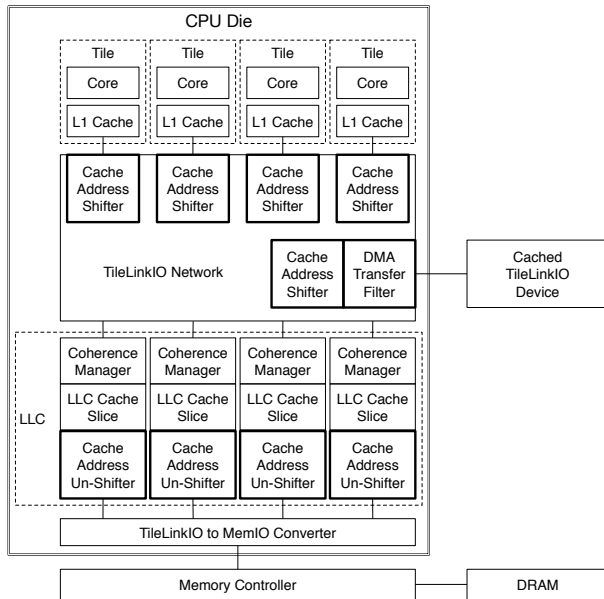 CPU Die
Tile Tile Tile Tile
Core Core Core Core
L1 Cache L1 Cache L1 Cache L1 Cache
Cache Cache Cache Cache
Address Address Address Address
Shifter Shifter Shifter Shifter
TileLinkIO Network
Cache
Address
Shifter
DMA
Transfer
Filter
Cached
TileLinkIO
Device
LLC
Coherence Coherence Coherence Coherence
Manager Manager Manager Manager
LLC Cache LLC Cache LLC Cache LLC Cache
Slice Slice Slice Slice
Cache Cache Cache Cache
Address Address Address Address
Un-Shifter Un-Shifter Un-Shifter Un-Shifter
TileLinkIO to MemIO Converter
Memory Controller
DRAM